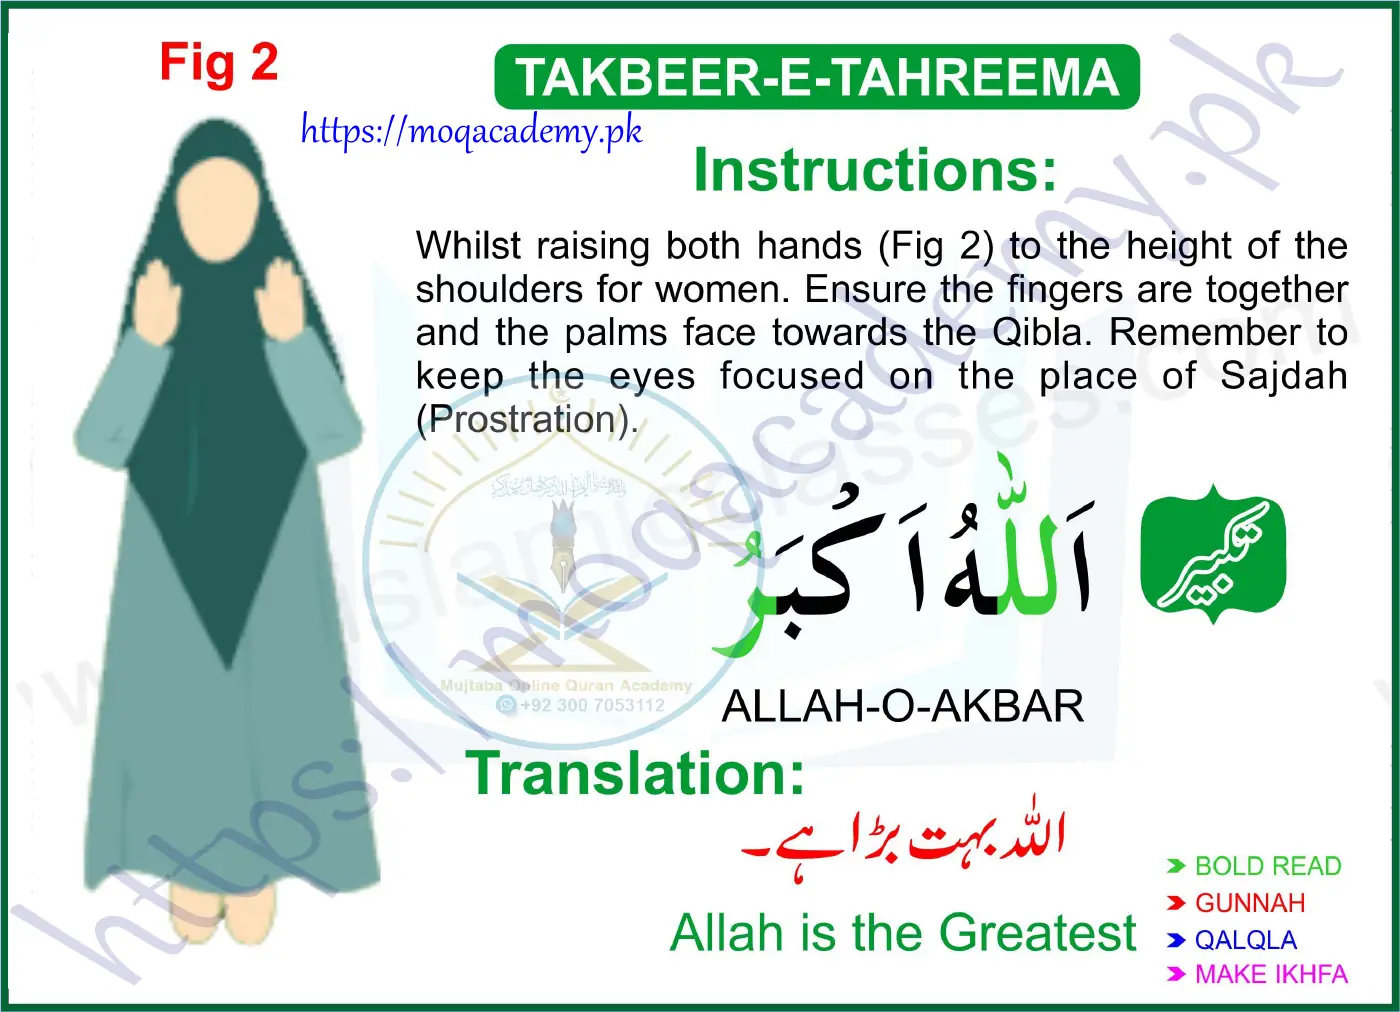 Fig 2
TAKBEER-E-TAHREEMA
https://moqacademy.pk
Instructions:
Whilst raising both hands (Fig 2) to the height of the
shoulders for women. Ensure the fingers are together
and the palms face towards the Qibla. Remember to
keep the eyes focused on the place of Sajdah
(Prostration).
اَللّٰهُ اَكْبَرُ
تکبیر
ALLAH-O-AKBAR
Mujtaba Online Quran Academy
+92 300 7053112
Translation:
اللہ بہت بڑا ہے۔
Allah is the Greatest
BOLD READ
GUNNAH
QALQLA
MAKE IKHFA
https://moqacademy.pk